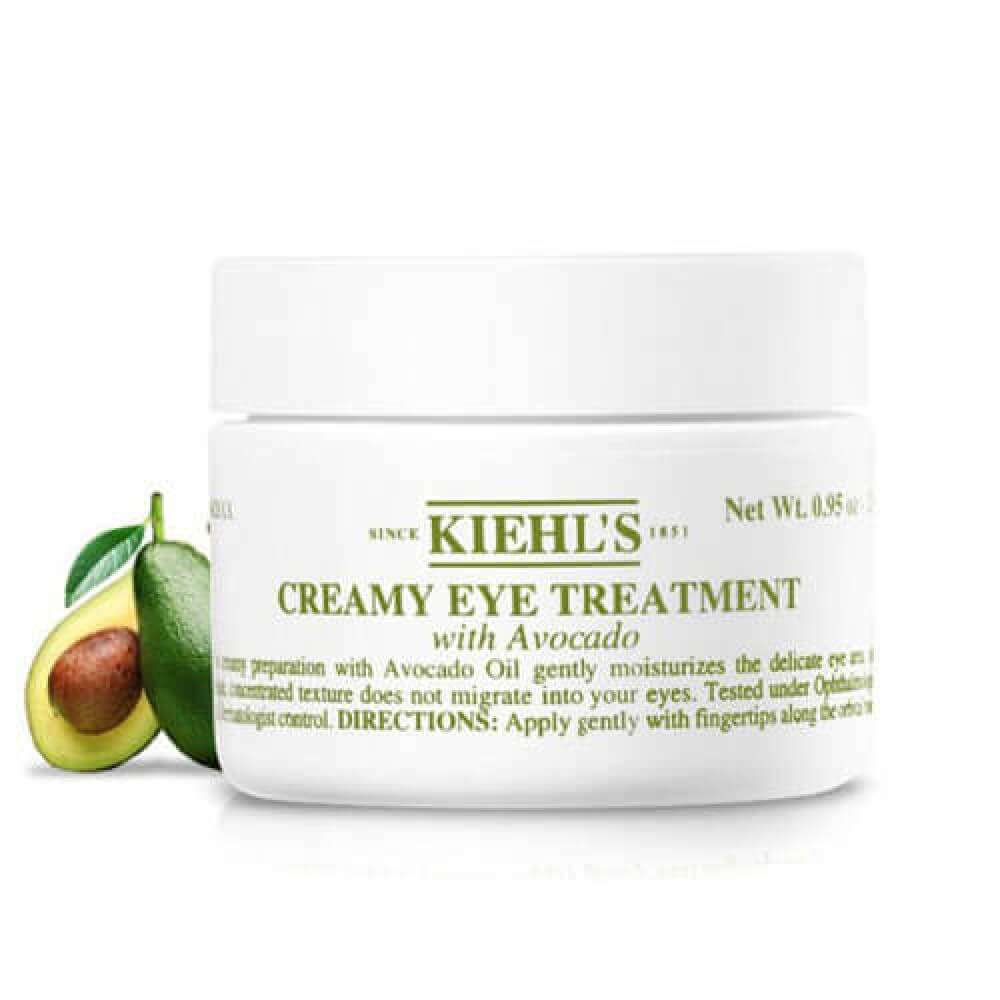 Net Wt. 0.95 oz
SINCE KIEHL'S 1851
CREAMY EYE TREATMENT
with Avocado
preparation with Avocado Oil gently moisturizes the delicate eye area
concentrated texture does not migrate into your eyes. Tested under
control. DIRECTIONS: Apply gently with fingertips along the